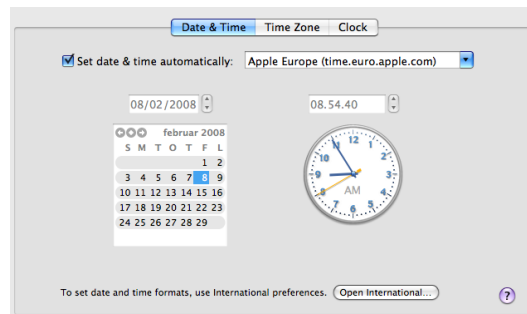 Date & Time Time Zone Clock
Set date & time automatically: Apple Europe (time.euro.apple.com)
08/02/2008 08.54.40
februar 2008
S M T O T F L
1 2
3 4 5 6 7 8 9
10 11 12 13 14 15 16
17 18 19 20 21 22 23
24 25 26 27 28 29
12
11 1
10 2
9 3
AM
8 4
7 6 5
To set date and time formats, use International preferences. Open International... ?